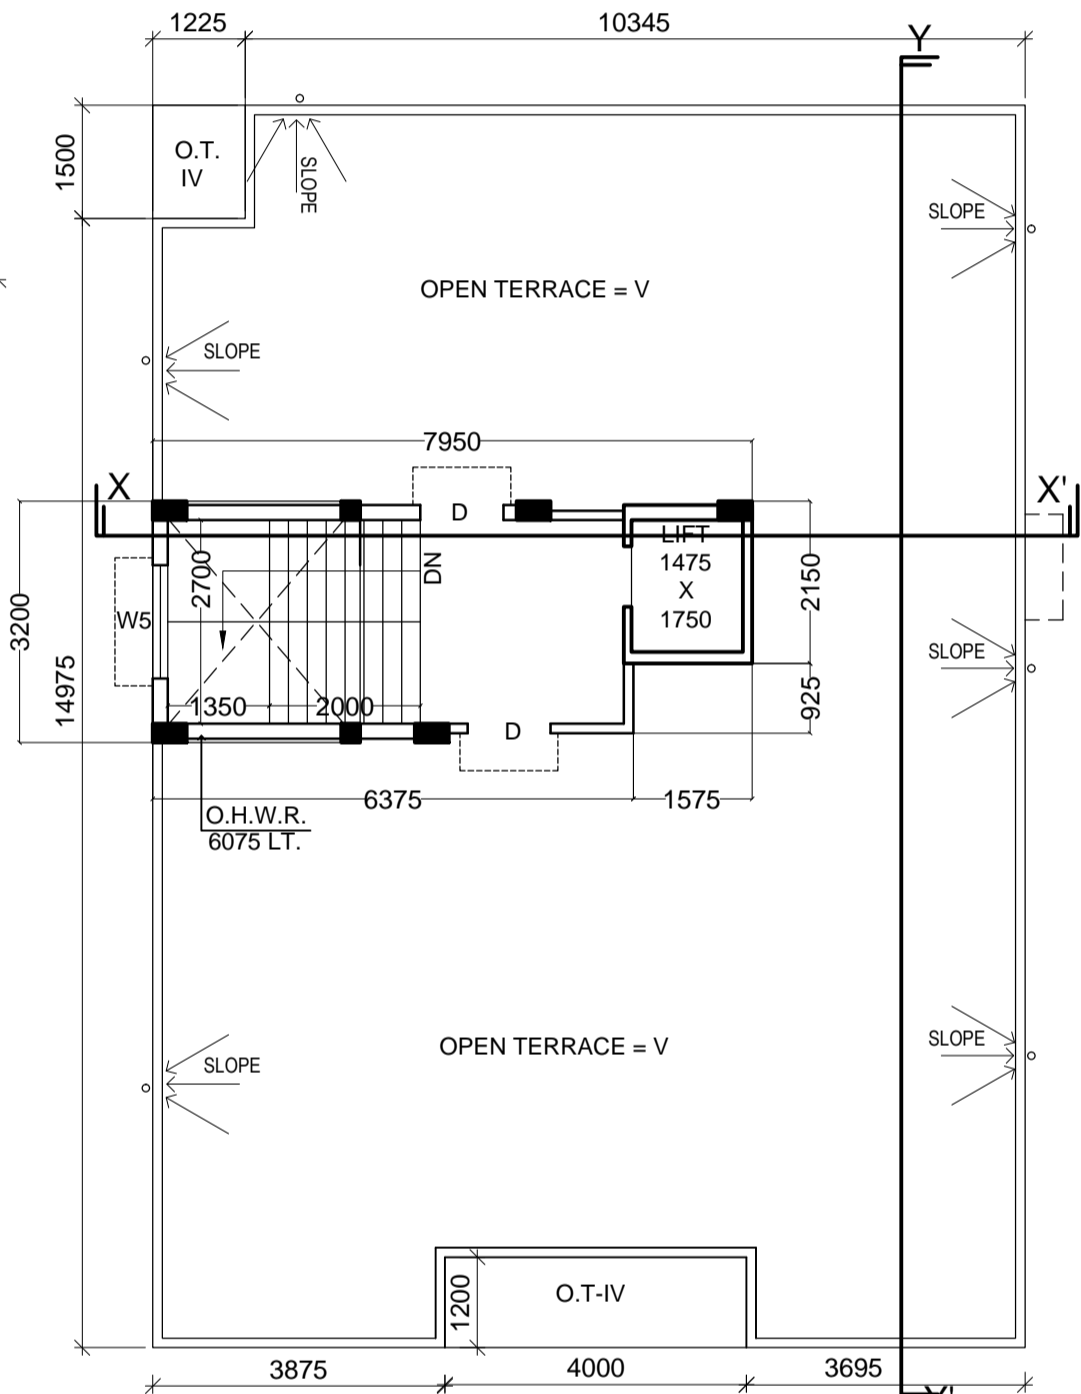 1225
10345
Y
1500
O.T.
IV
SLOPE
SLOPE
OPEN TERRACE = V
SLOPE
7950
X
X'
D
LIFT
1475
X
1750
2700
DN
2150
3200
W5
14975
SLOPE
925
1350
2000
D
6375
1575
O.H.W.R.
6075 LT.
OPEN TERRACE = V
SLOPE
SLOPE
1200
O.T-IV
3875
4000
3695
Y'